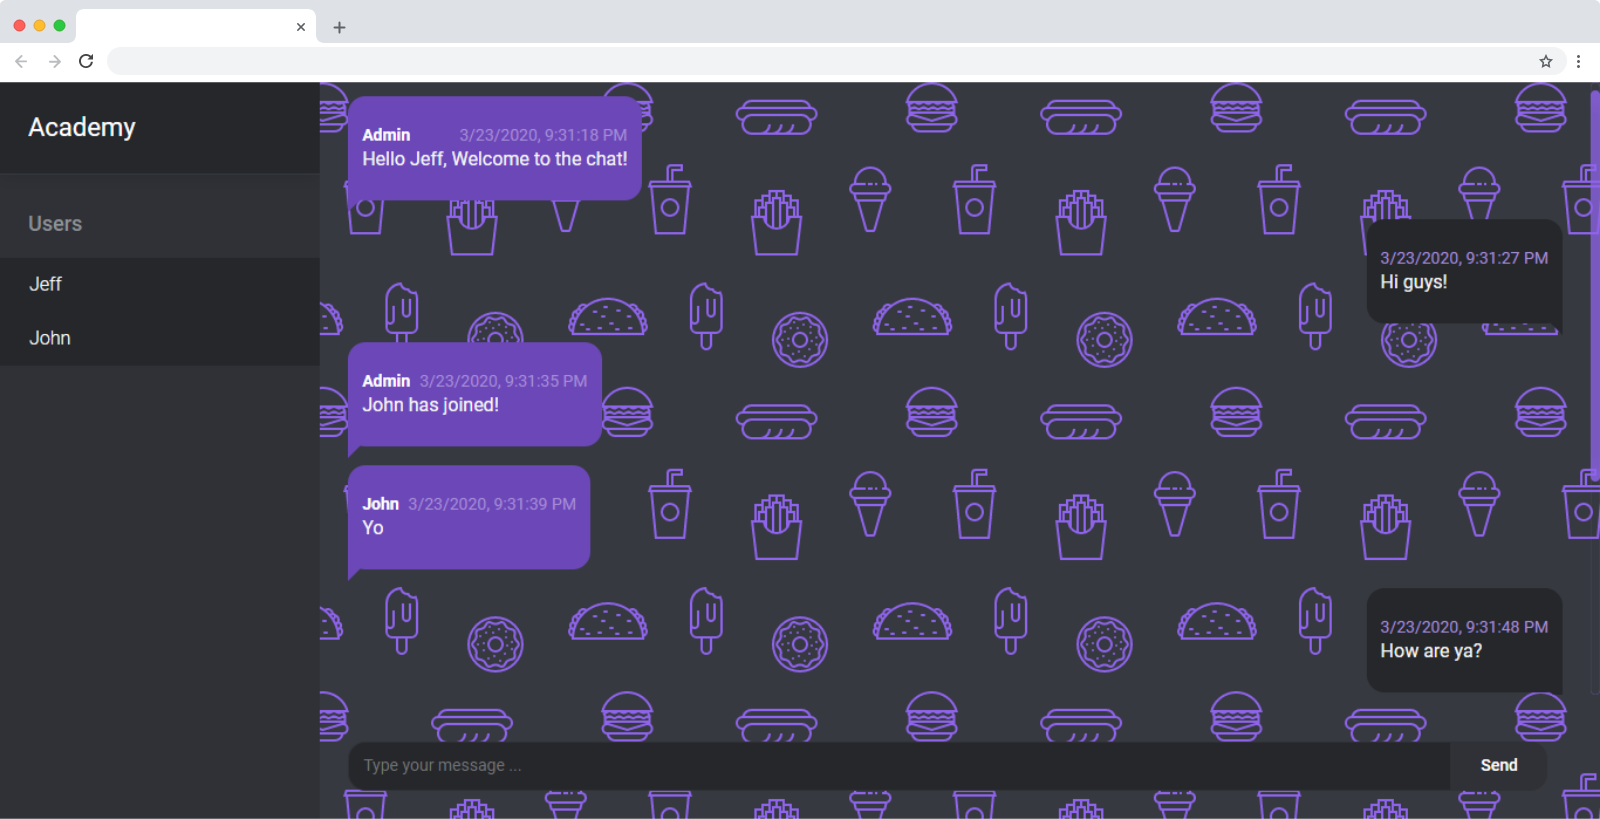 Academy
Users
Jeff
John
Admin 3/23/2020, 9:31:18 PM
Hello Jeff, Welcome to the chat!
3/23/2020, 9:31:27 PM
Hi guys!
Admin 3/23/2020, 9:31:35 PM
John has joined!
John 3/23/2020, 9:31:39 PM
Yo
3/23/2020, 9:31:48 PM
How are ya?
Type your message ...
Send